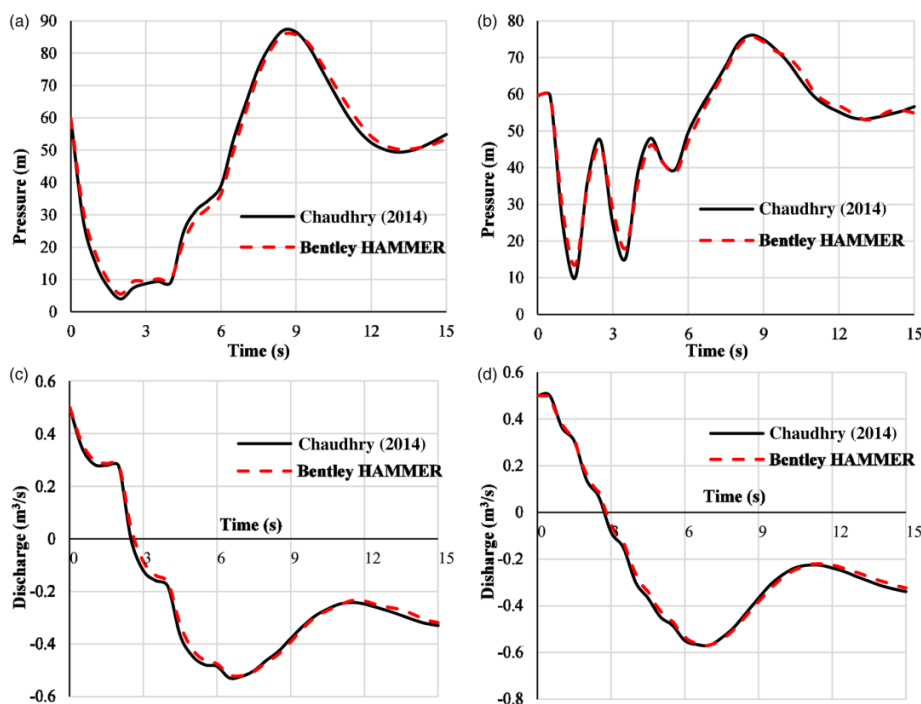 (a)
90
80
70
60
50
40
30
20
10
0
Pressure (m)
0 3 6 9 12 15
Time (s)
Chaudhry (2014)
Bentley HAMMER
(b)
80
70
60
50
40
30
20
10
0
Pressure (m)
0 3 6 9 12 15
Time (s)
Chaudhry (2014)
Bentley HAMMER
(c)
0.6
0.4
0.2
0
-0.2
-0.4
-0.6
Discharge (m³/s)
0 3 6 9 12 15
Time (s)
Chaudhry (2014)
Bentley HAMMER
(d)
0.6
0.4
0.2
0
-0.2
-0.4
-0.6
-0.8
Disharge (m³/s)
0 3 6 9 12 15
Time (s)
Chaudhry (2014)
Bentley HAMMER